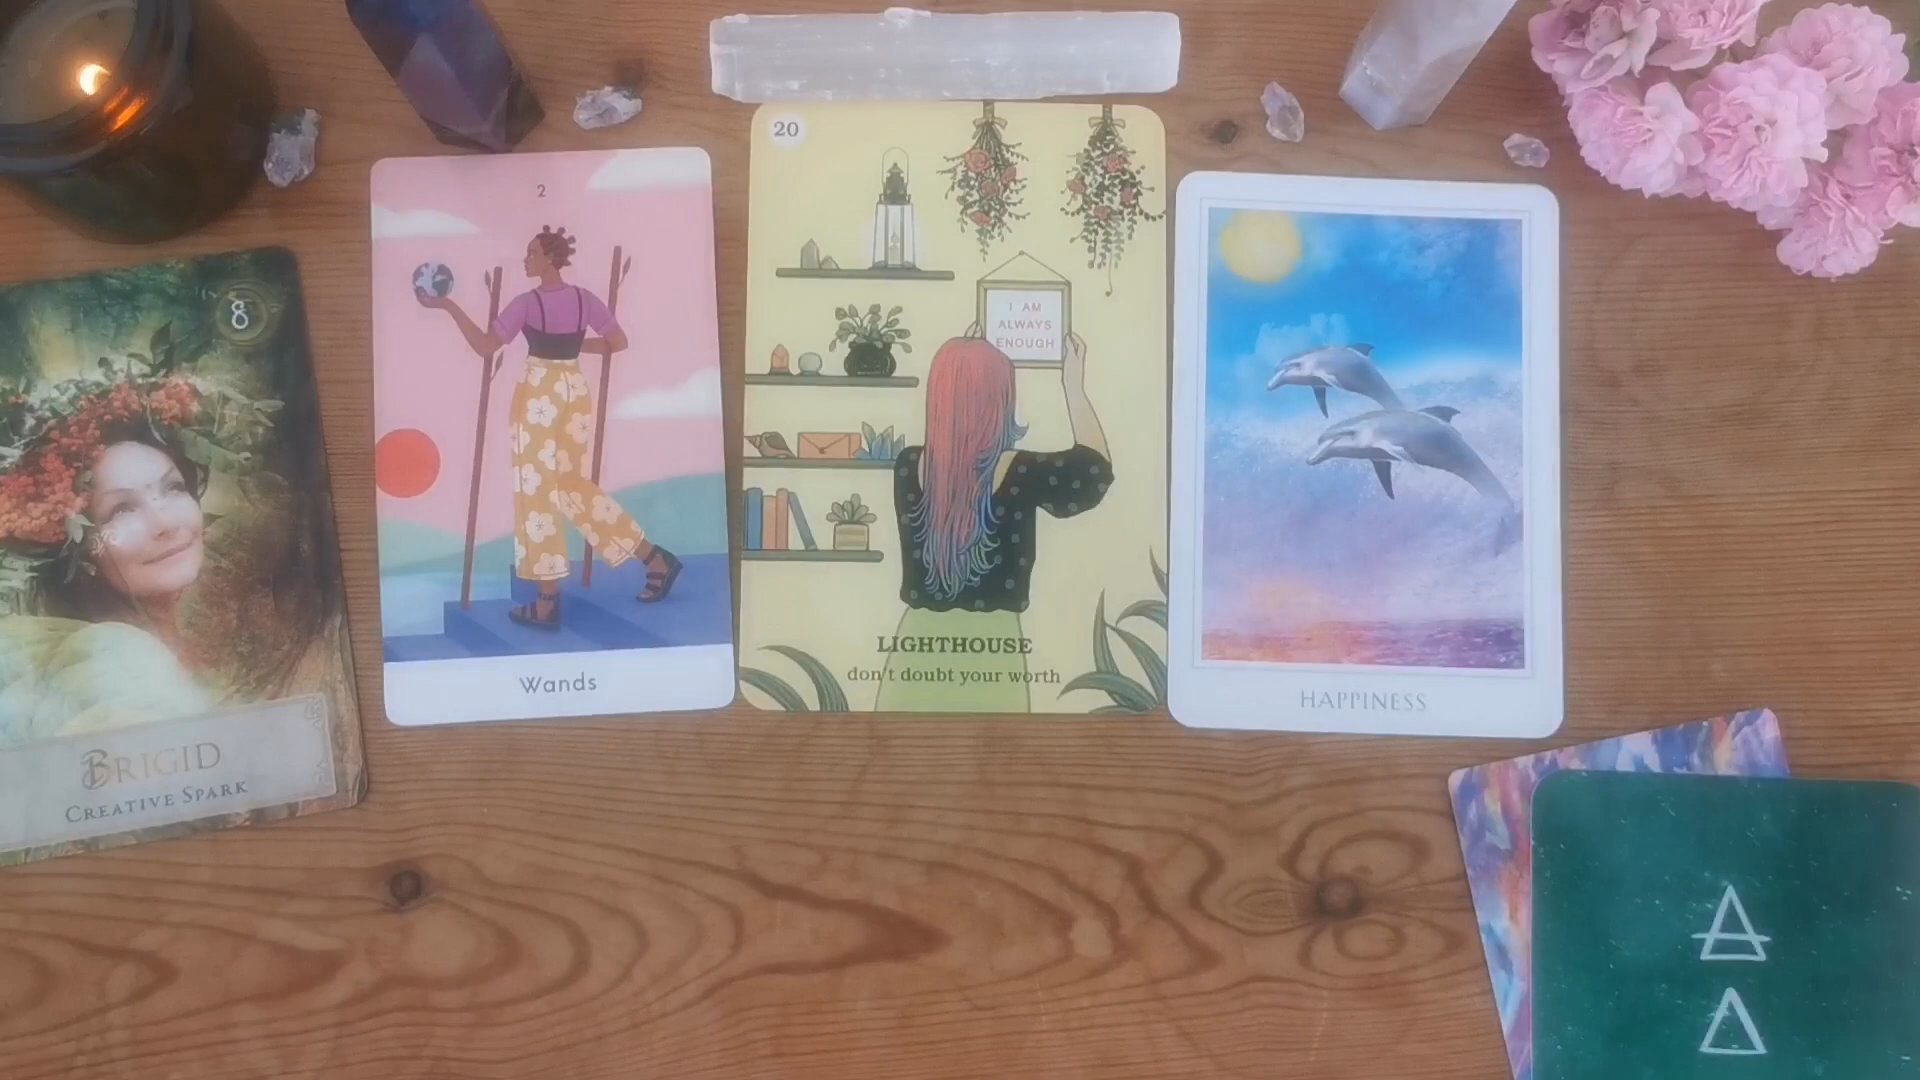 8
BRIGID
CREATIVE SPARK
2
Wands
20
I AM
ALWAYS
ENOUGH
LIGHTHOUSE
don't doubt your worth
HAPPINESS